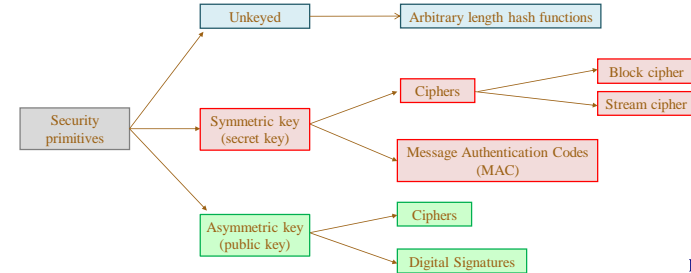 Unkeyed
Arbitrary length hash functions
Block cipher
Ciphers
Stream cipher
Security
primitives
Symmetric key
(secret key)
Message Authentication Codes
(MAC)
Ciphers
Asymmetric key
(public key)
Digital Signatures